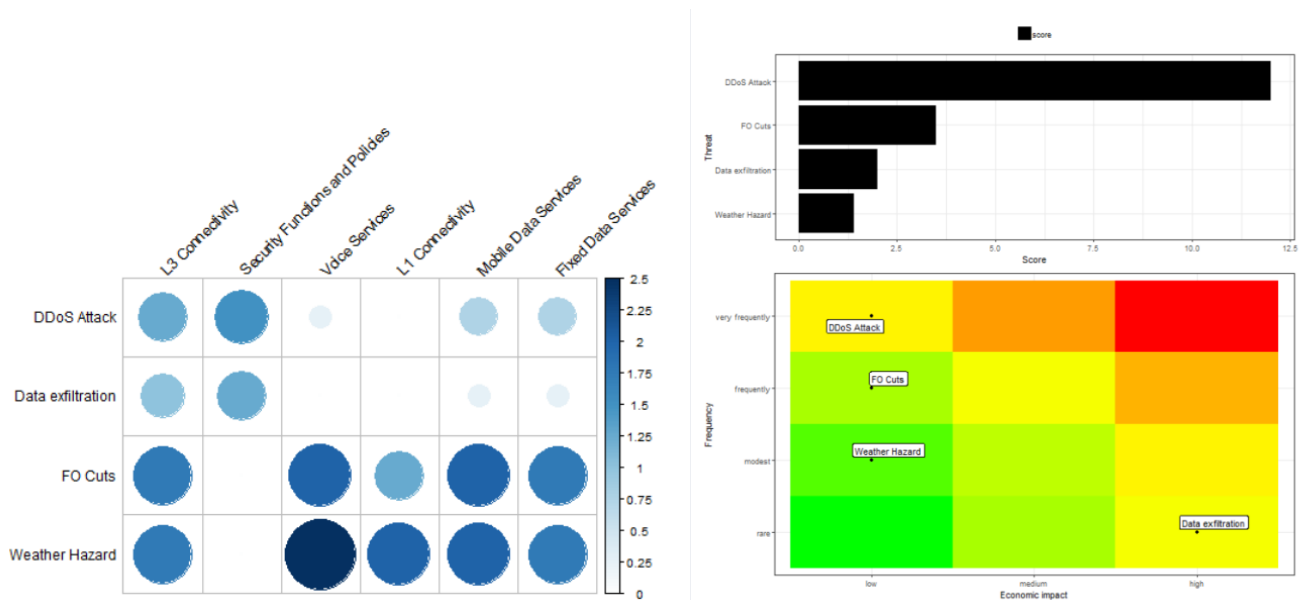 L3 Connectivity
Security Functions and Policies
Voice Services
L1 Connectivity
Mobile Data Services
Fixed Data Services
DDoS Attack
Data exfiltration
FO Cuts
Weather Hazard
2.5
2.25
2
1.75
1.5
1.25
1
0.75
0.5
0.25
0
score
Threat
DDoS Attack
FO Cuts
Data exfiltration
Weather Hazard
0.0 2.5 5.0 7.5 10.0 12.5
Score
Frequency
very frequently
frequently
modest
rare
DDoS Attack
FO Cuts
Weather Hazard
Data exfiltration
low medium high
Economic impact